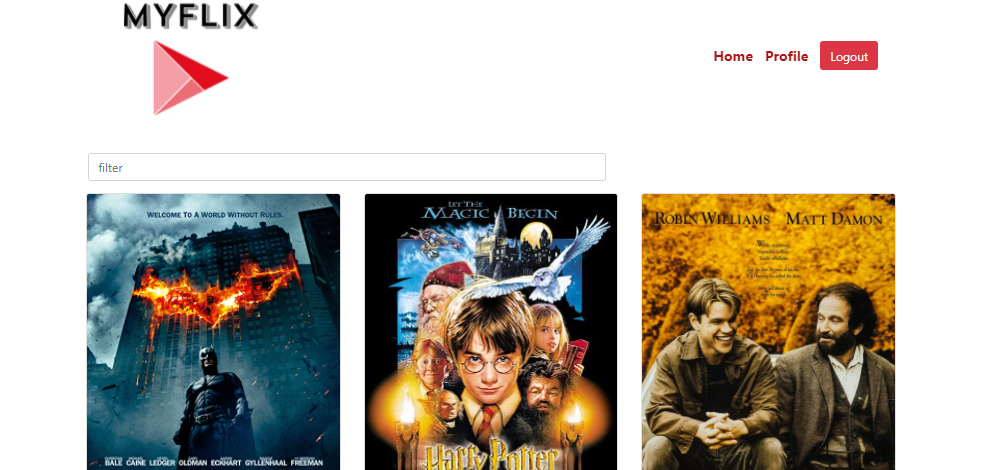 MYFLIX
Home Profile Logout
filter
WELCOME TO A WORLD WITHOUT RULES.
BALE CAINE LEDGER OLDMAN ECKHART GYLLENHAAL FREEMAN
LET THE
MAGIC BEGIN
Harry Potter
ROBIN WILLIAMS MATT DAMON